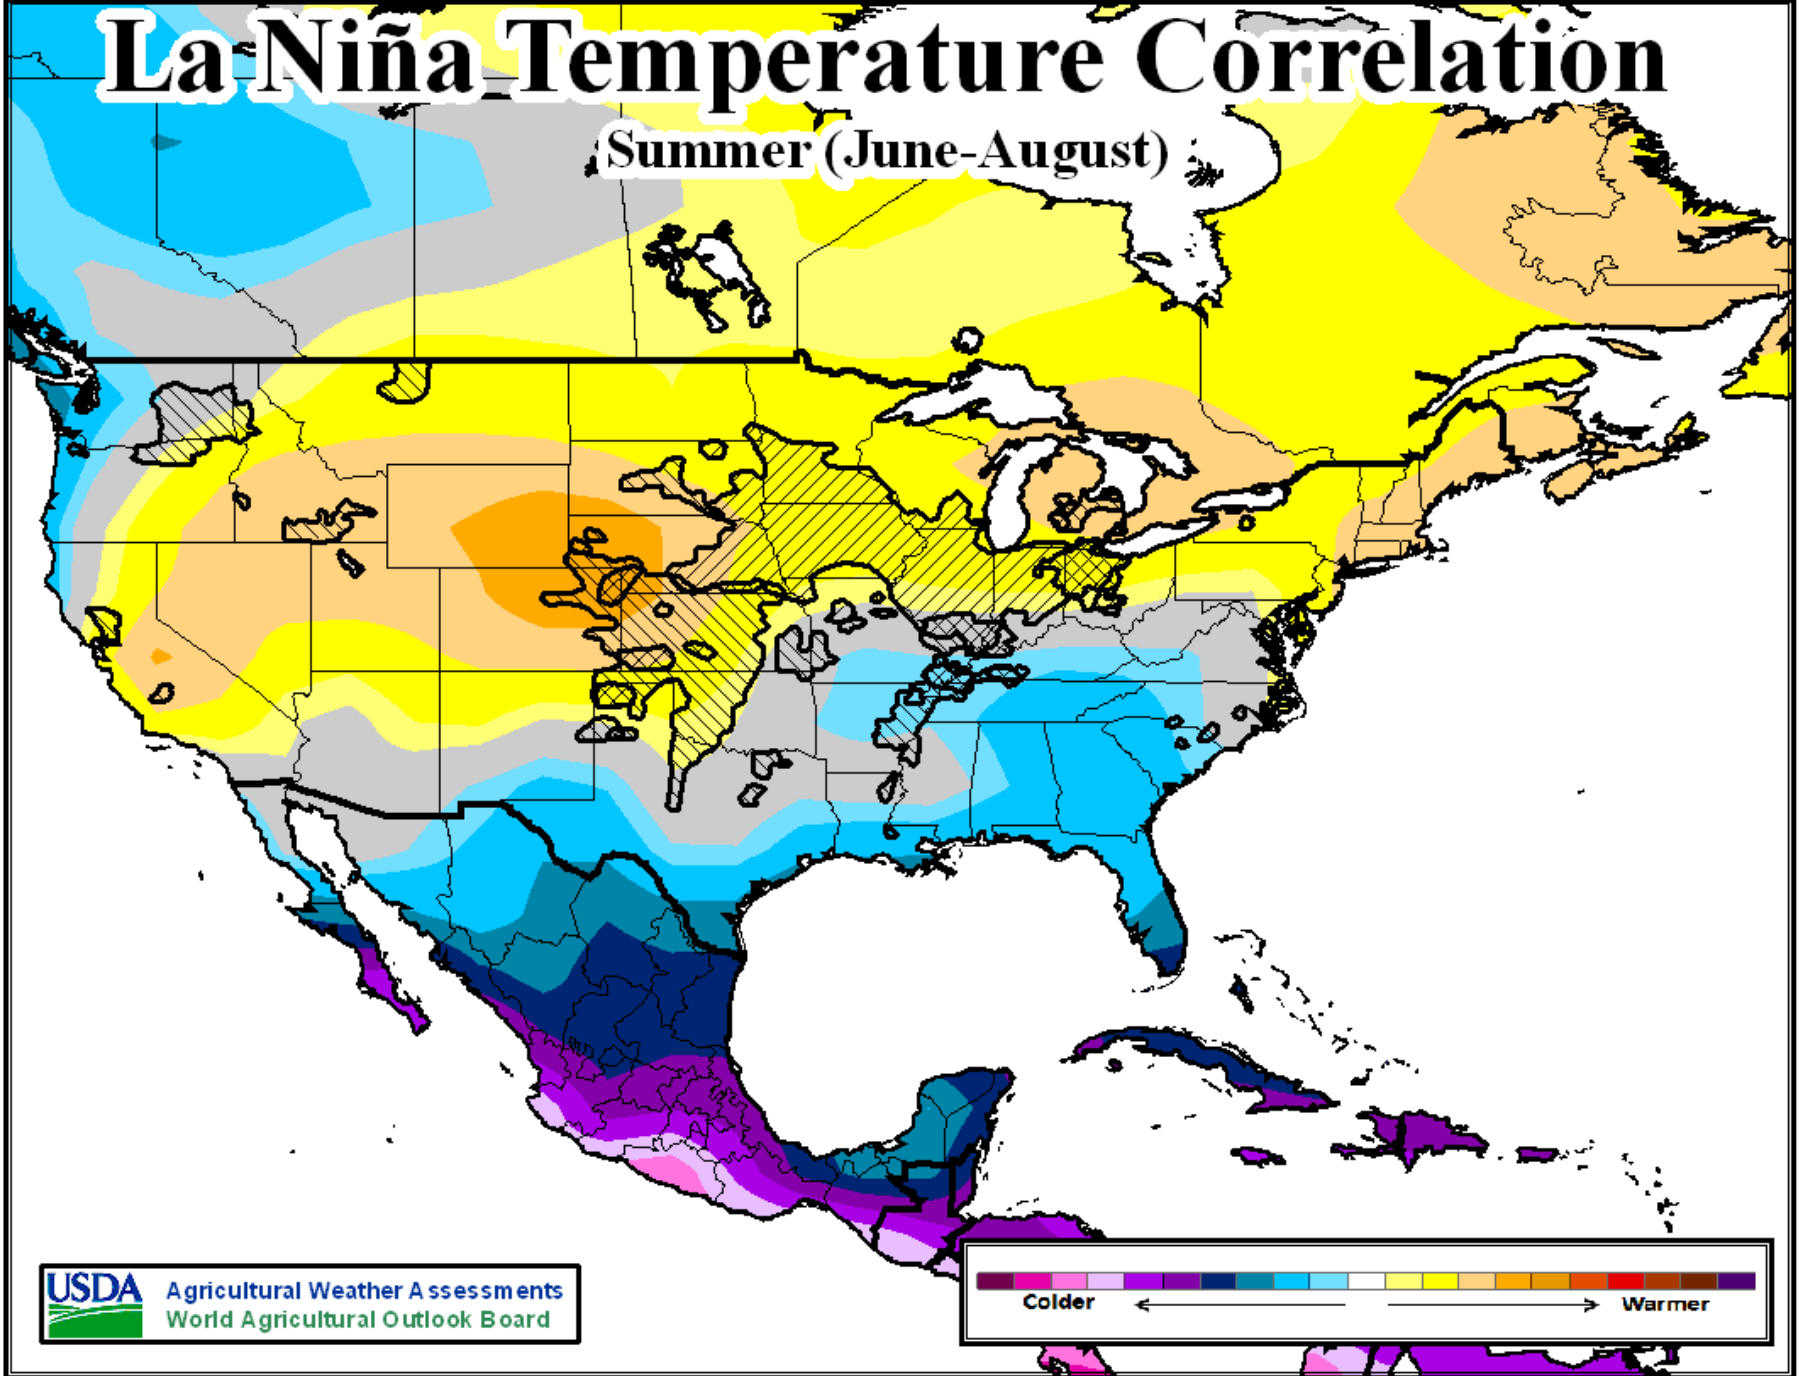 La Niña Temperature Correlation
Summer (June-August)
USDA
Agricultural Weather Assessments
World Agricultural Outlook Board
Colder
Warmer